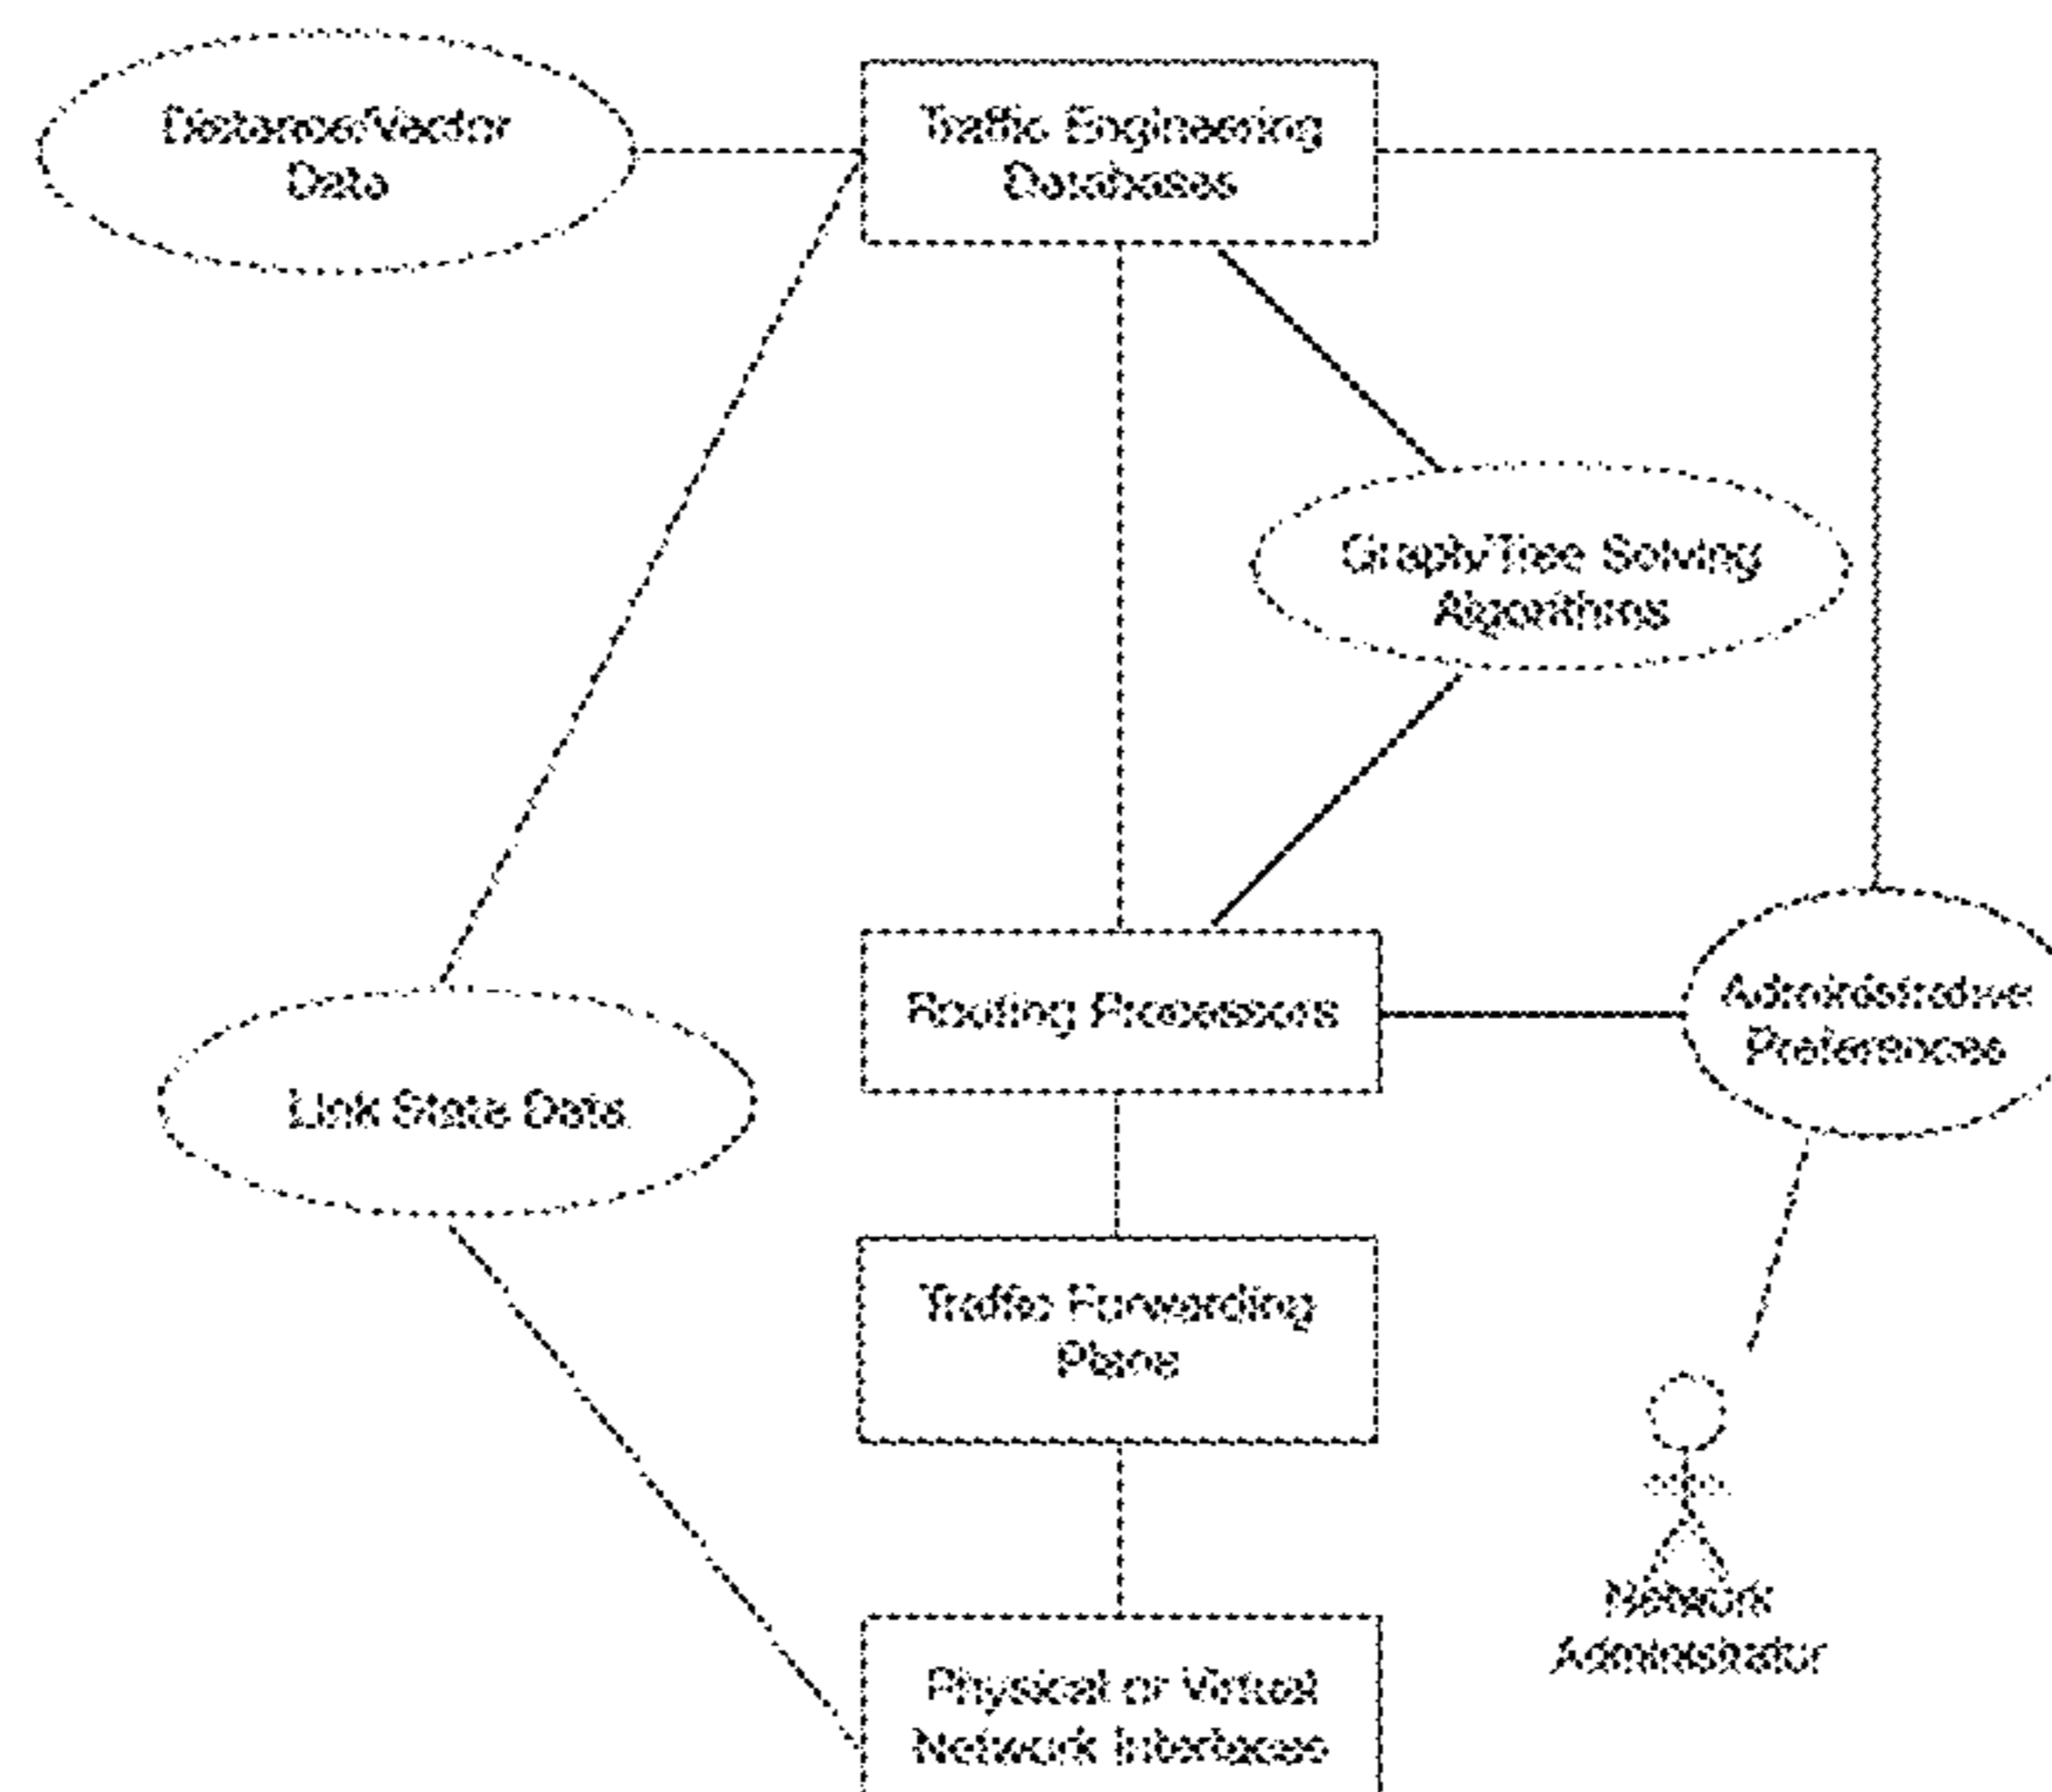 Distance/Vector
Data
Traffic Engineering
Databases
Graph/Tree Solving
Algorithms
Routing Processors
Administrative
Preferences
Link State Data
Traffic Forwarding
Plane
Network
Administrator
Physical or Virtual
Network Interfaces